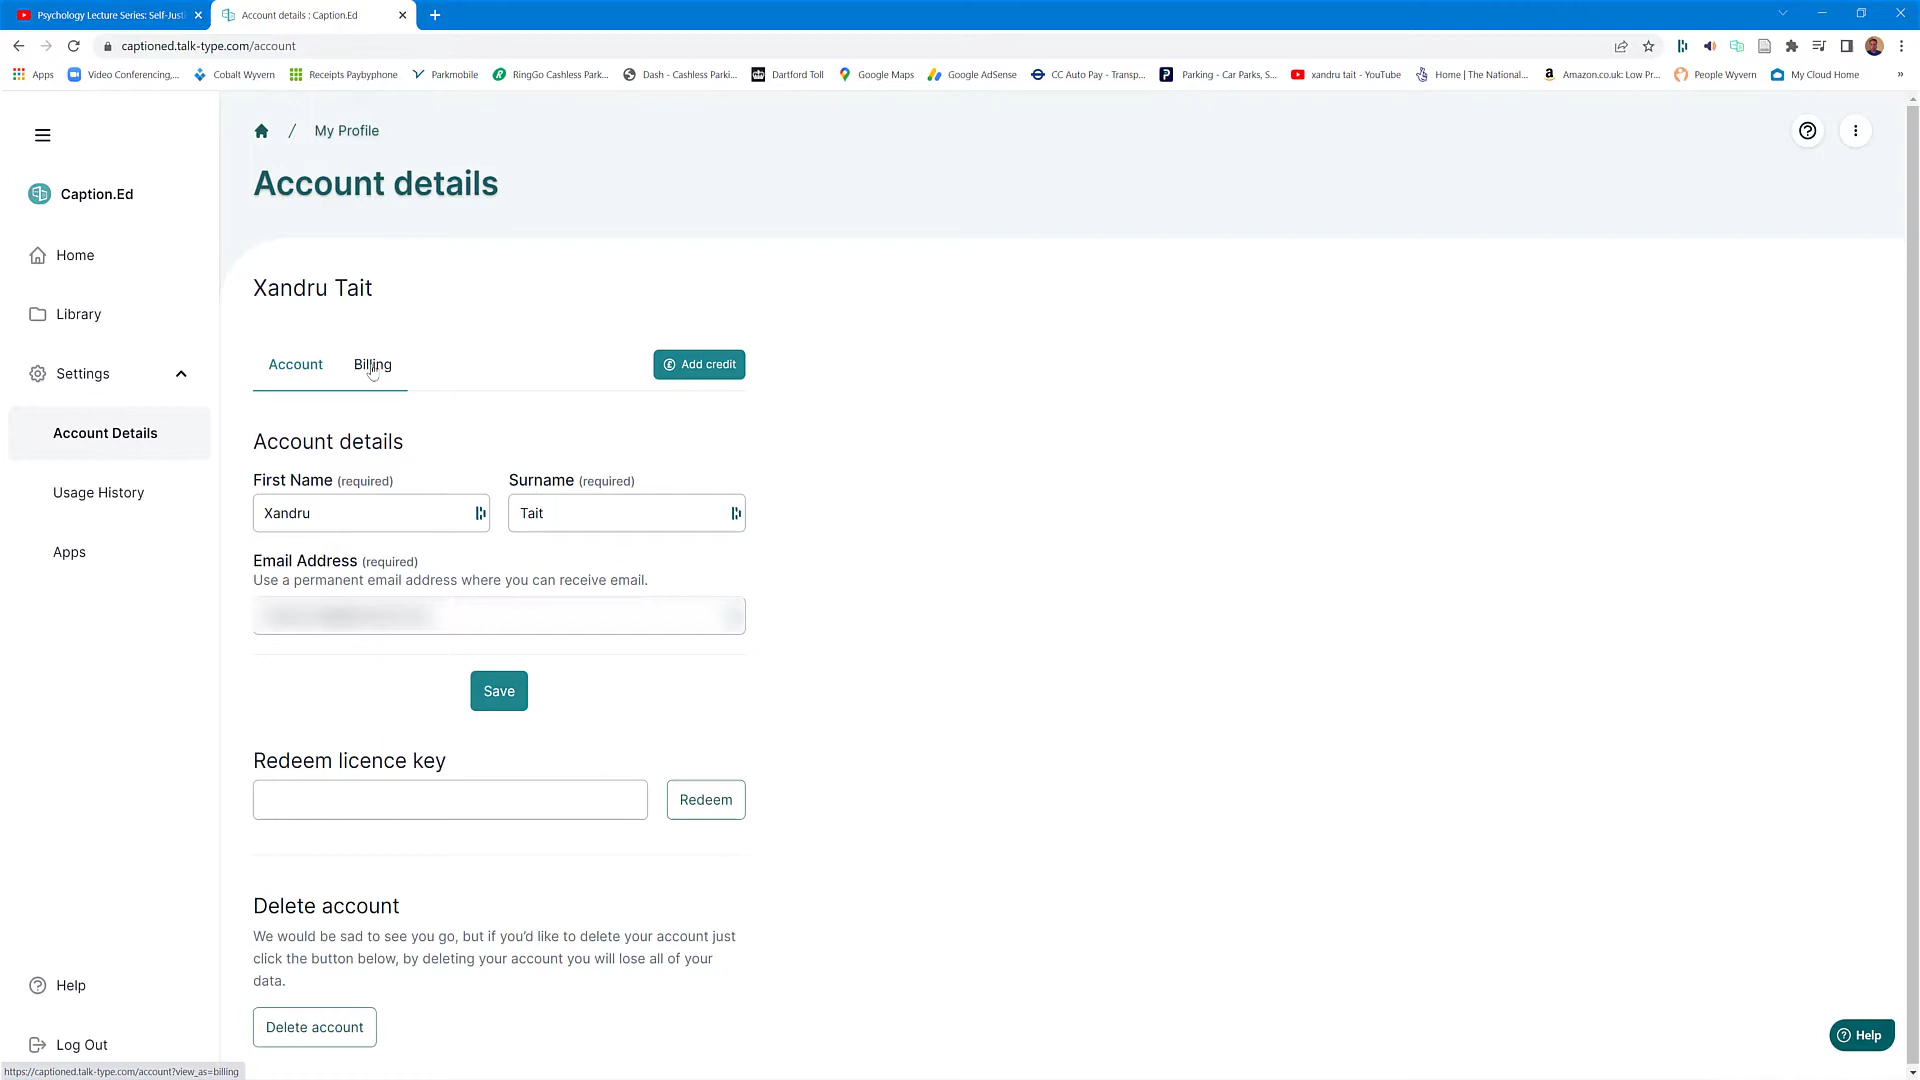 Psychology Lecture Series: Self-Justi
Account details : Caption.Ed
captioned.talk-type.com/account
Apps
Video Conferencing,...
Cobalt Wyvern
Receipts Paybyphone
Parkmobile
RingGo Cashless Park...
Dash - Cashless Parki...
Dartford Toll
Google Maps
Google AdSense
CC Auto Pay - Transp...
Parking - Car Parks, S...
xandru tait - YouTube
Home | The National...
Amazon.co.uk: Low Pr...
People Wyvern
My Cloud Home
»
/ My Profile
Account details
Caption.Ed
Home
Library
Settings
Account Details
Usage History
Apps
Help
Log Out
Xandru Tait
Account
Billing
Add credit
Account details
First Name (required)
Surname (required)
Xandru
Tait
Email Address (required)
Use a permanent email address where you can receive email.
Save
Redeem licence key
Redeem
Delete account
We would be sad to see you go, but if you'd like to delete your account just
click the button below, by deleting your account you will lose all of your
data.
Delete account
Help
https://captioned.talk-type.com/account?view_as=billing